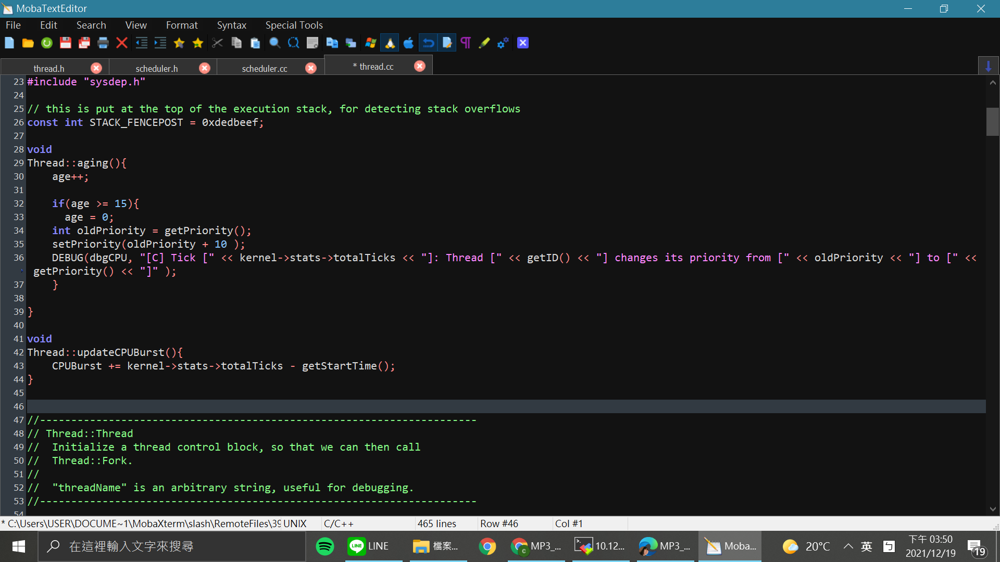 MobaTextEditor
File Edit Search View Format Syntax Special Tools
thread.h scheduler.h scheduler.cc * thread.cc
23 #include "sysdep.h"
24
25 // this is put at the top of the execution stack, for detecting stack overflows
26 const int STACK_FENCEPOST = 0xdedbeef;
27
28 void
29 Thread::aging(){
30     age++;
31
32     if(age >= 15){
33       age = 0;
34     int oldPriority = getPriority();
35     setPriority(oldPriority + 10 );
36     DEBUG(dbgCPU, "[C] Tick [" << kernel->stats->totalTicks << "]: Thread [" << getID() << "] changes its priority from [" << oldPriority << "] to [" <<
getPriority() << "]" );
37     }
38
39 }
40
41 void
42 Thread::updateCPUBurst(){
43     CPUBurst += kernel->stats->totalTicks - getStartTime();
44 }
45
46
47 //----------------------------------------------------------------------
48 // Thread::Thread
49 //  Initialize a thread control block, so that we can then call
50 //  Thread::Fork.
51 //
52 //  "threadName" is an arbitrary string, useful for debugging.
53 //----------------------------------------------------------------------
54
* C:\Users\USER\DOCUME~1\MobaXterm\slash\RemoteFiles\39 UNIX C/C++ 465 lines Row #46 Col #1
在這裡輸入文字來搜尋 LINE LINE 檔案... MP3_... 10.12... MP3_... Moba... 20°C 英 ㄅ 下午 03:50
2021/12/19 19